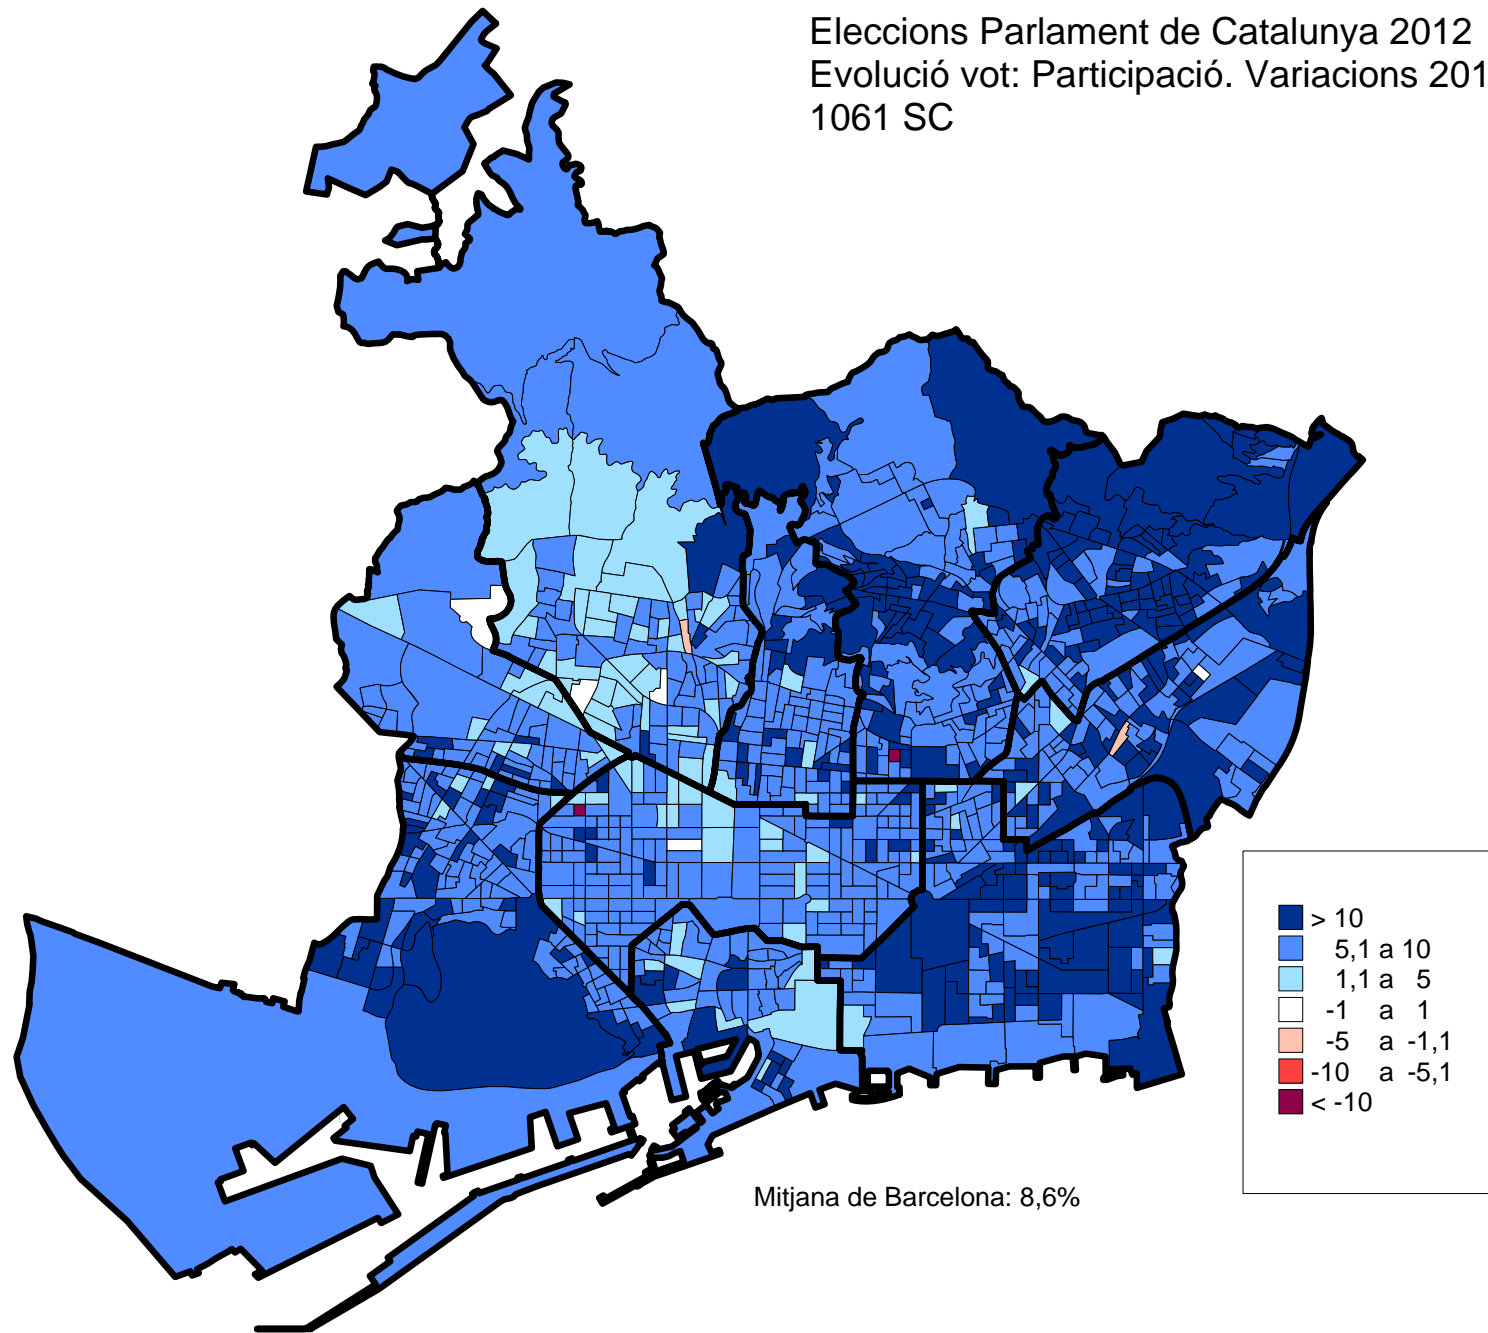 Eleccions Parlament de Catalunya 2012
Evolució vot: Participació. Variacions 201
1061 SC
> 10
5,1 a 10
1,1 a 5
-1 a 1
-5 a -1,1
-10 a -5,1
< -10
Mitjana de Barcelona: 8,6%